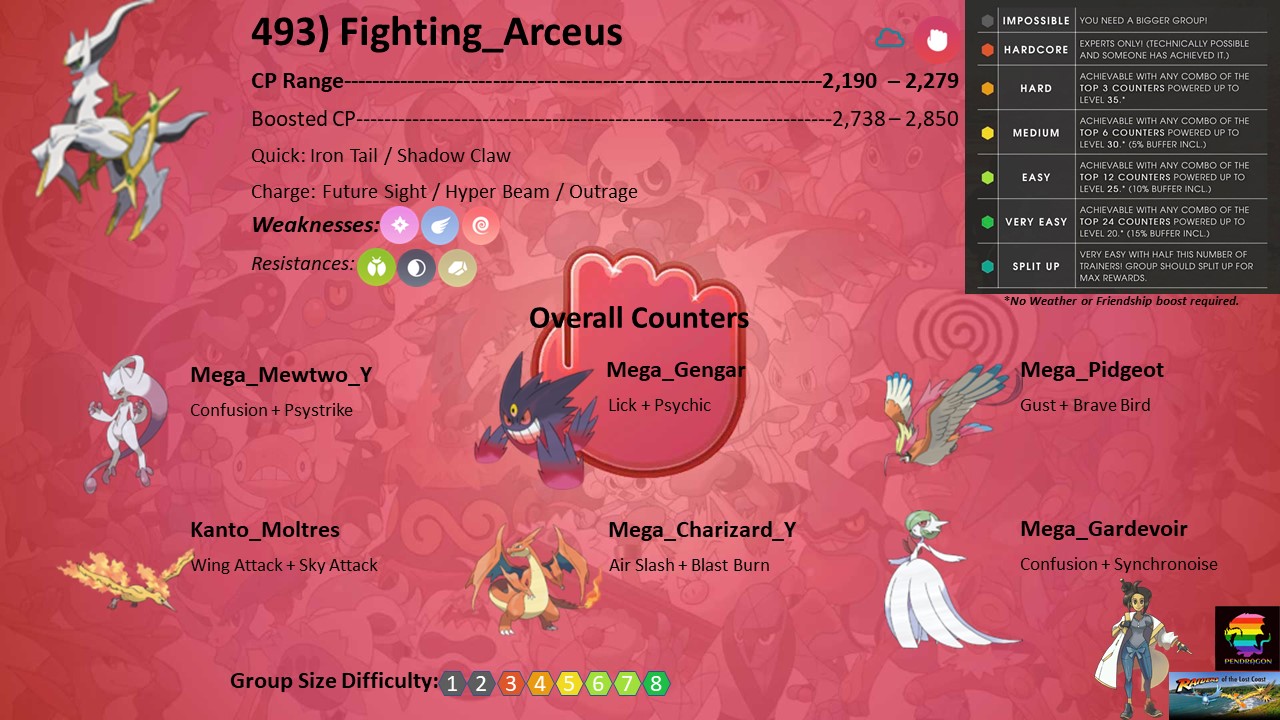 493) Fighting_Arceus
CP Range--------------------------------------------------------------------2,190 – 2,279
Boosted CP--------------------------------------------------------------------2,738 – 2,850
Quick: Iron Tail / Shadow Claw
Charge: Future Sight / Hyper Beam / Outrage
Weaknesses:
Resistances:
IMPOSSIBLE YOU NEED A BIGGER GROUP!
HARDCORE EXPERTS ONLY! (TECHNICALLY POSSIBLE
AND SOMEONE HAS ACHIEVED IT.)
HARD ACHIEVABLE WITH ANY COMBO OF THE
TOP 3 COUNTERS POWERED UP TO
LEVEL 35.*
MEDIUM ACHIEVABLE WITH ANY COMBO OF THE
TOP 6 COUNTERS POWERED UP TO
LEVEL 30.* (5% BUFFER INCL.)
EASY ACHIEVABLE WITH ANY COMBO OF THE
TOP 12 COUNTERS POWERED UP TO
LEVEL 25.* (10% BUFFER INCL.)
VERY EASY ACHIEVABLE WITH ANY COMBO OF THE
TOP 24 COUNTERS POWERED UP TO
LEVEL 20.* (15% BUFFER INCL.)
SPLIT UP VERY EASY WITH HALF THIS NUMBER OF
TRAINERS! GROUP SHOULD SPLIT UP FOR
MAX REWARDS.
*No Weather or Friendship boost required.
Overall Counters
Mega_Mewtwo_Y
Confusion + Psystrike
Mega_Gengar
Lick + Psychic
Mega_Pidgeot
Gust + Brave Bird
Kanto_Moltres
Wing Attack + Sky Attack
Mega_Charizard_Y
Air Slash + Blast Burn
Mega_Gardevoir
Confusion + Synchronoise
Group Size Difficulty: 1 2 3 4 5 6 7 8
PENDRAGON
RAIDERS of the Lost Coast